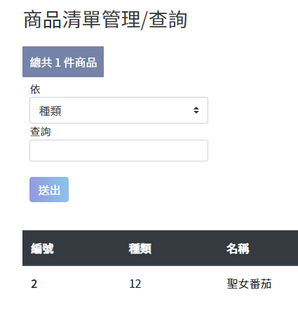 商品清單管理/查詢
總共 1 件商品
依
種類
查詢
送出
編號 種類 名稱
2 12 聖女番茄